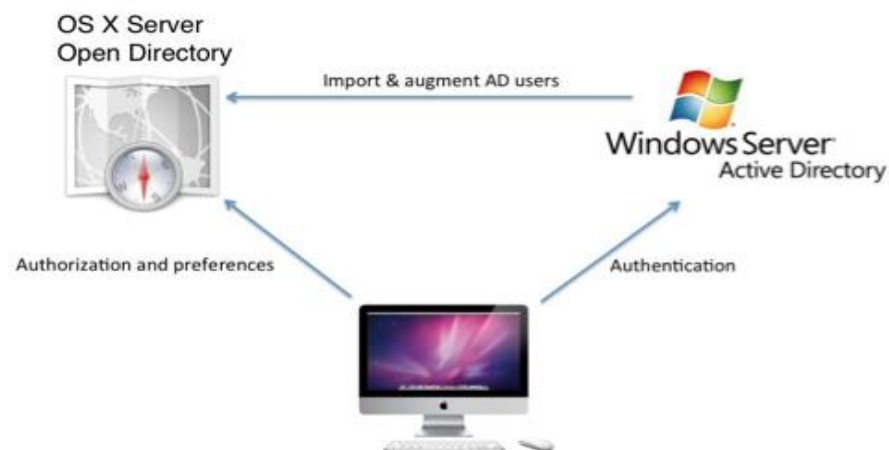 OS X Server
Open Directory
Import & augment AD users
Windows Server
Active Directory
Authorization and preferences
Authentication